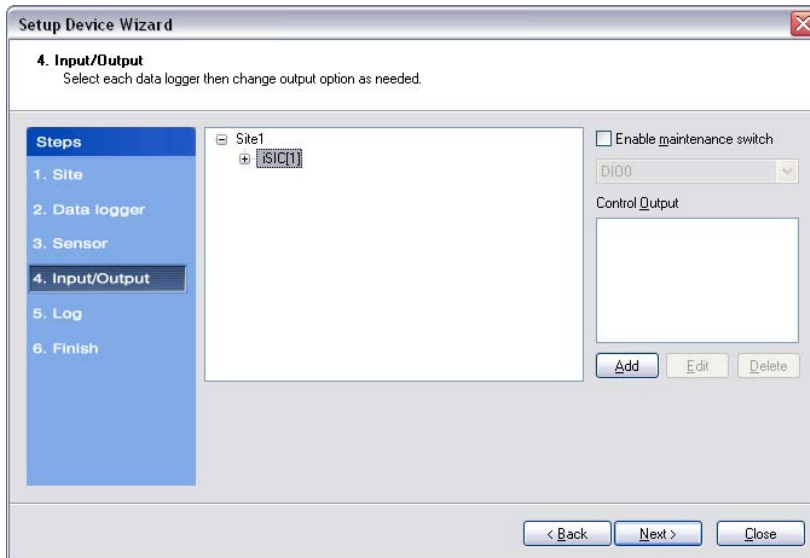 Setup Device Wizard
4. Input/Output
Select each data logger then change output option as needed.
Steps
1. Site
2. Data logger
3. Sensor
4. Input/Output
5. Log
6. Finish
Site1
iSIC[1]
Enable maintenance switch
DIO0
Control Output
Add
Edit
Delete
< Back
Next >
Close